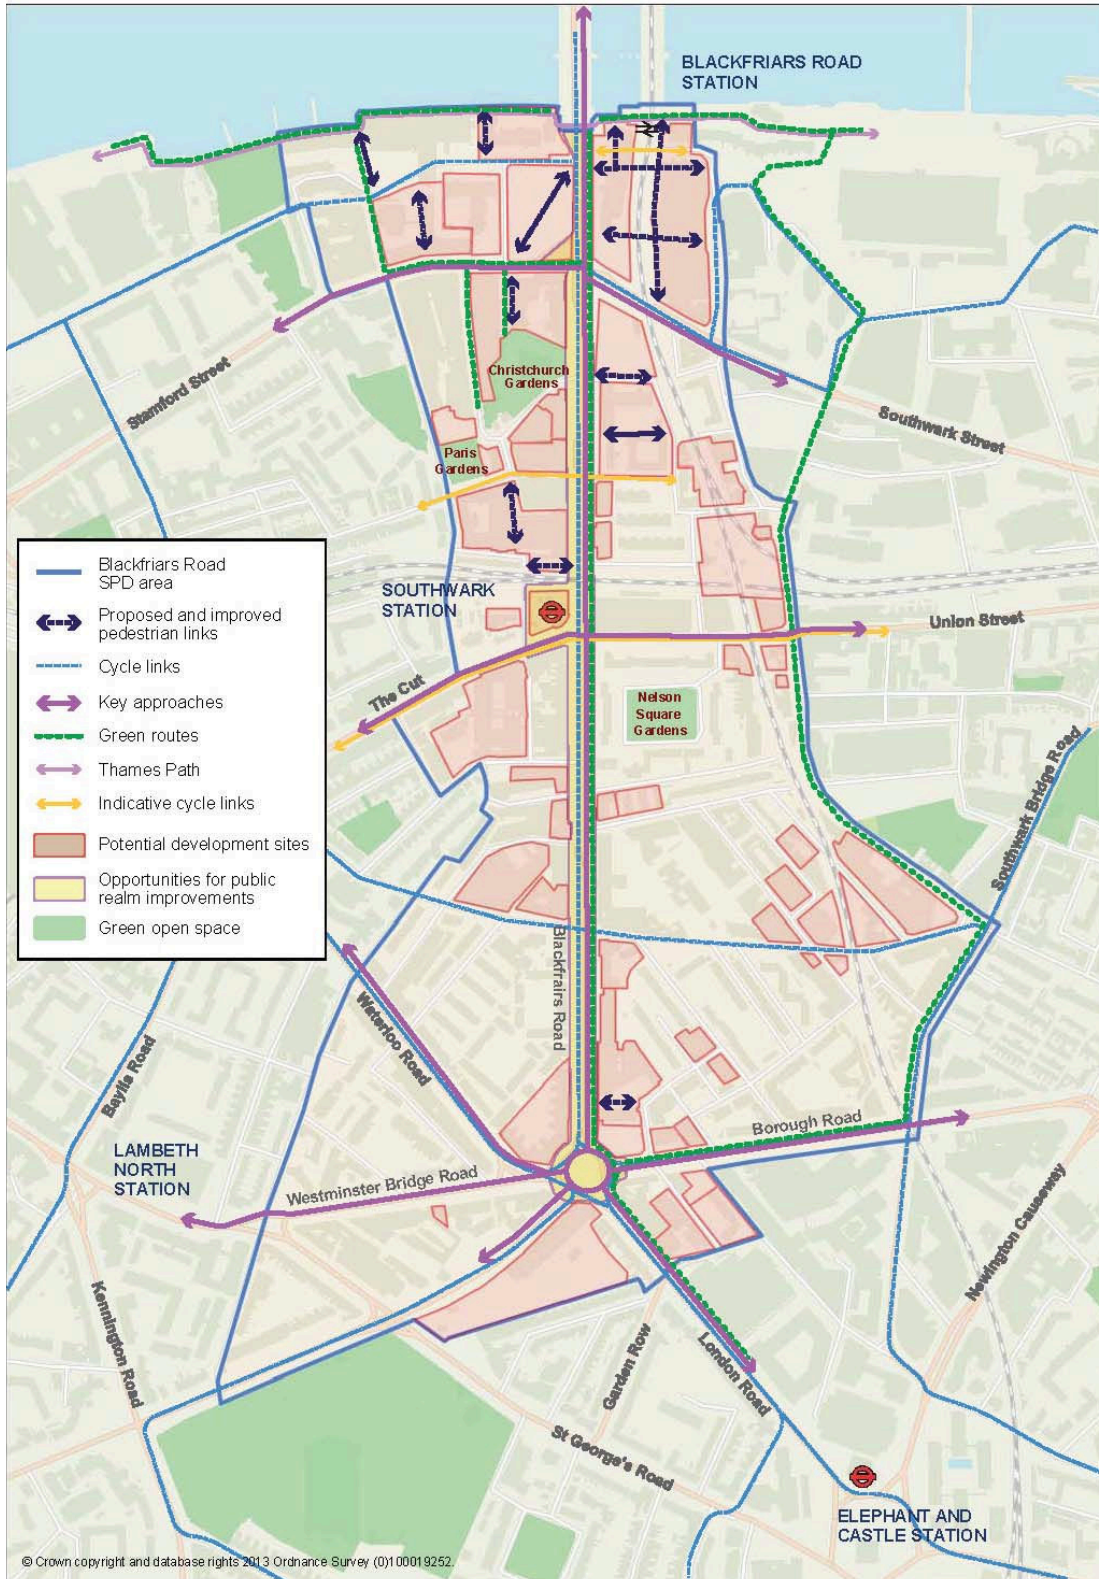 BLACKFRIARS ROAD
STATION
Stamford Street
Christchurch
Gardens
Southwark Street
Paris
Gardens
Blackfriars Road
SPD area
Proposed and improved
pedestrian links
Cycle links
Key approaches
Green routes
Thames Path
Indicative cycle links
Potential development sites
Opportunities for public
realm improvements
Green open space
SOUTHWARK
STATION
Union Street
The Cut
Nelson
Square
Gardens
Southwark Bridge Road
Blackfrairs Road
Waterloo Road
Baylis Road
Borough Road
LAMBETH
NORTH
STATION
Westminster Bridge Road
Newington Causeway
Kennington Road
Garden Row
London Road
St George's Road
ELEPHANT AND
CASTLE STATION
© Crown copyright and database rights 2013 Ordnance Survey (0)100019252.